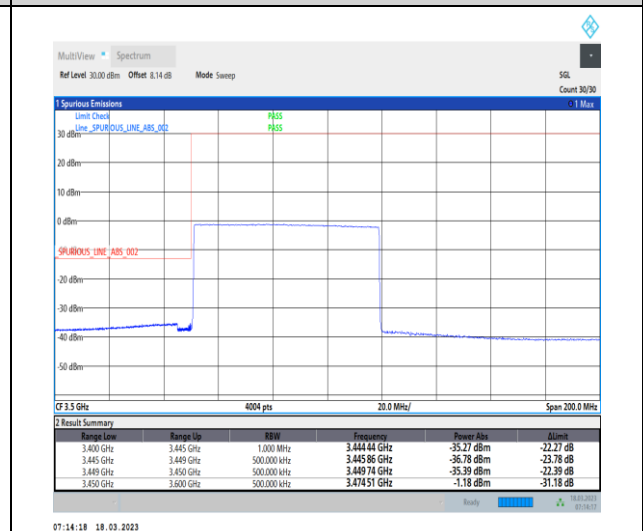 MultiView Spectrum
Ref Level 30.00 dBm Offset 8.14 dB Mode Sweep SGL
Count 30/30
1 Spurious Emissions 1 Max
Limit Check PASS
Line _SPURIOUS_LINE_ABS_002 PASS
30 dBm
20 dBm
10 dBm
0 dBm
_SPURIOUS_LINE_ABS_002
-20 dBm
-30 dBm
-40 dBm
-50 dBm
CF 3.5 GHz 4004 pts 20.0 MHz/ Span 200.0 MHz
2 Result Summary
Range Low Range Up RBW Frequency Power Abs ΔLimit
3.400 GHz 3.445 GHz 1.000 MHz 3.444 44 GHz -35.27 dBm -22.27 dB
3.445 GHz 3.449 GHz 500.000 kHz 3.445 86 GHz -36.78 dBm -23.78 dB
3.449 GHz 3.450 GHz 500.000 kHz 3.449 74 GHz -35.39 dBm -22.39 dB
3.450 GHz 3.600 GHz 500.000 kHz 3.474 51 GHz -1.18 dBm -31.18 dB
Ready 18.03.2023
07:14:17
07:14:18 18.03.2023